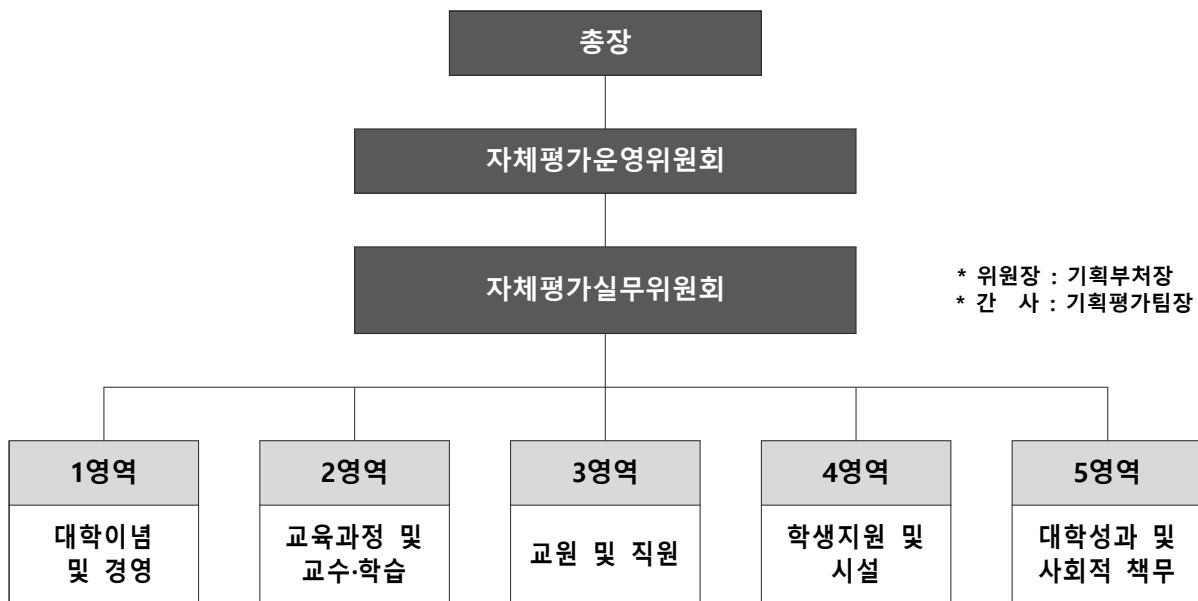 총장
자체평가운영위원회
자체평가실무위원회
* 위원장 : 기획부처장
* 간 사 : 기획평가팀장
1영역
대학이념
및 경영
2영역
교육과정 및
교수·학습
3영역
교원 및 직원
4영역
학생지원 및
시설
5영역
대학성과 및
사회적 책무